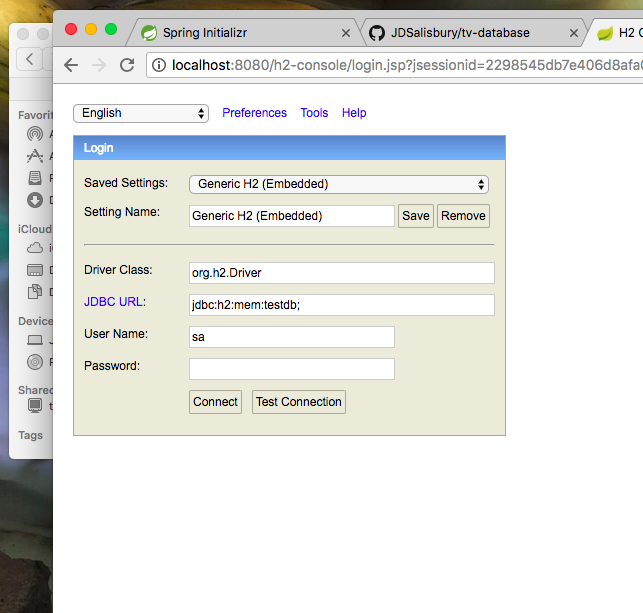 Spring Initializr
JDSalisbury/tv-database
H2 C
localhost:8080/h2-console/login.jsp?jsessionid=2298545db7e406d8afa0
English
Preferences
Tools
Help
Login
Saved Settings:
Generic H2 (Embedded)
Setting Name:
Generic H2 (Embedded)
Save
Remove
Driver Class:
org.h2.Driver
JDBC URL:
jdbc:h2:mem:testdb;
User Name:
sa
Password:
Connect
Test Connection
Favorit
iCloud
Device
Shared
Tags